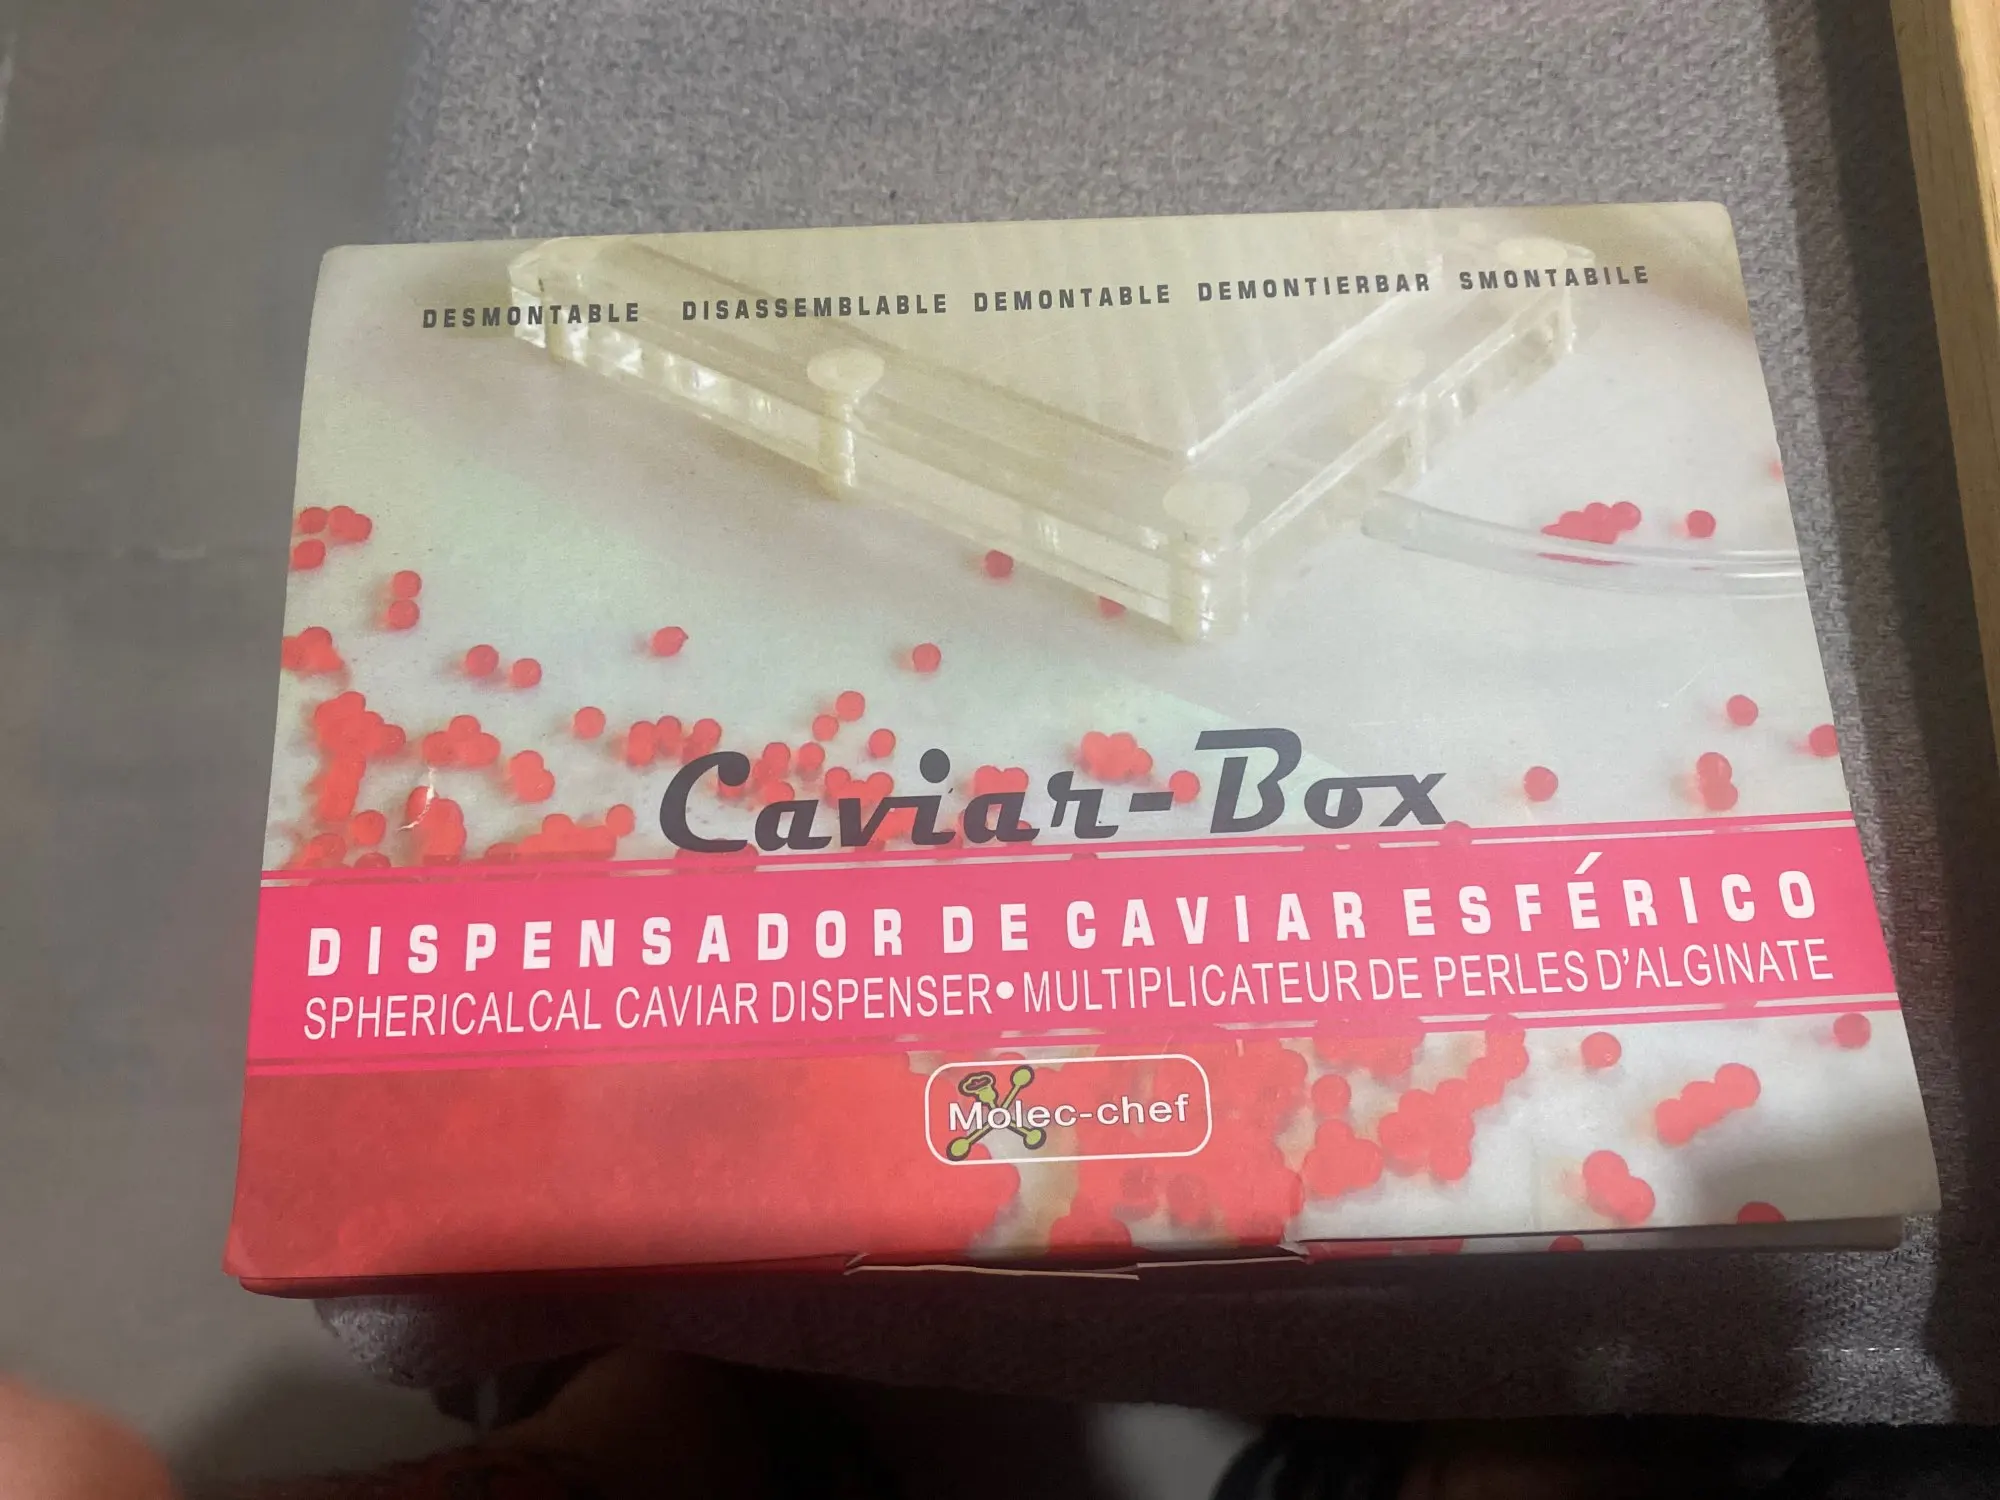 DESMONTABLE DISASSEMBLABLE DEMONTABLE DEMONTIERBAR SMONTABILE
Caviar-Box
DISPENSADOR DE CAVIAR ESFÉRICO
SPHERICALCAL CAVIAR DISPENSER•MULTIPLICATEUR DE PERLES D'ALGINATE
Molec-chef